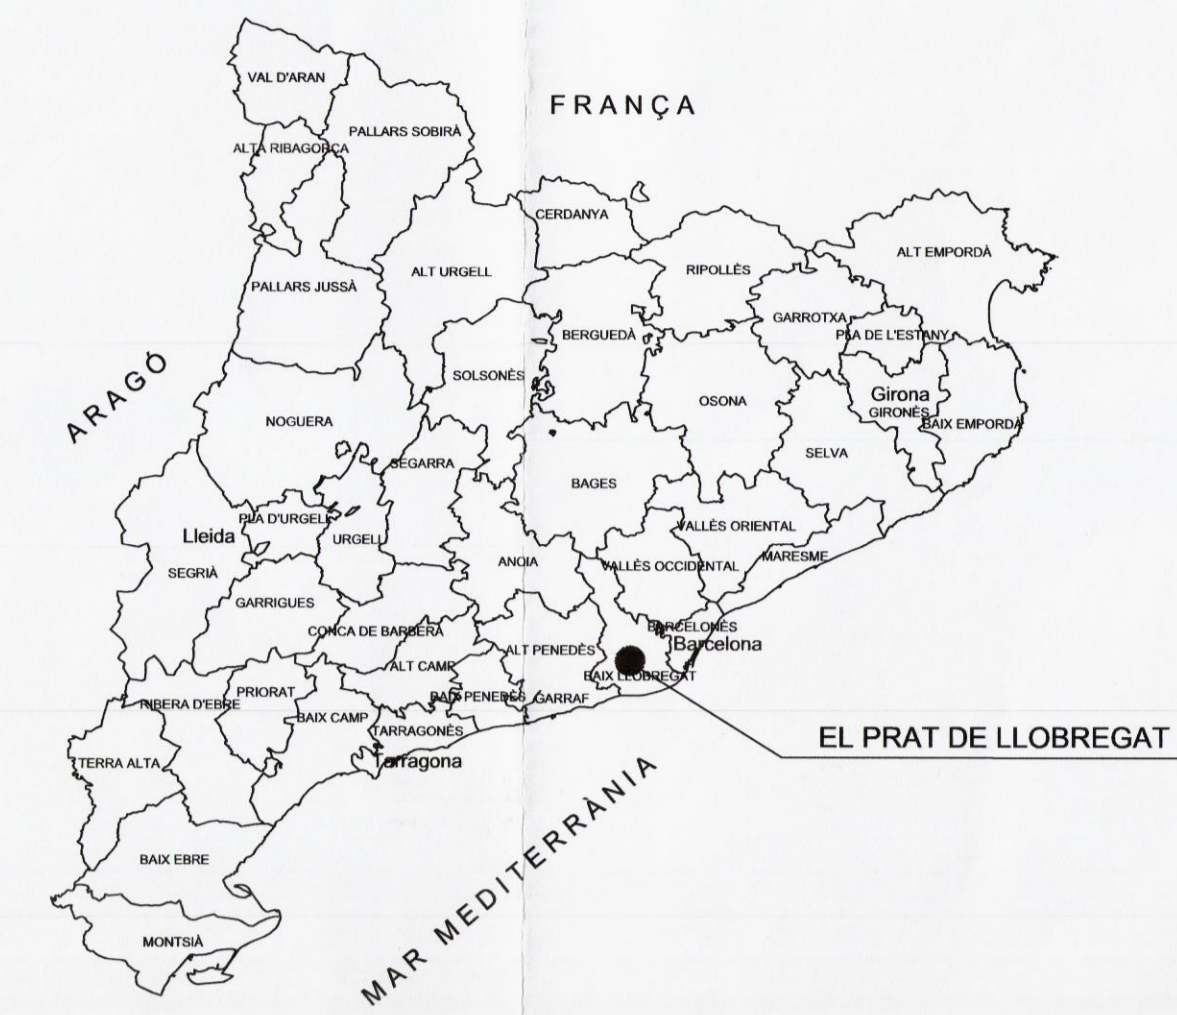 VAL D'ARAN
FRANÇA
PALLARS SOBIRÀ
ALTA RIBAGORÇA
CERDANYA
ALT EMPORDÀ
ALT URGELL
RIPOLLÈS
PALLARS JUSSÀ
GARROTXA
BERGUEDÀ
PLA DE L'ESTANY
SOLSONÈS
ARAGÓ
Girona
OSONA
GIRONÈS
NOGUERA
BAIX EMPORDÀ
SELVA
SEGARRA
BAGES
PLA D'URGELL
VALLÈS ORIENTAL
Lleida
URGELL
MARESME
ANOIA
VALLÈS OCCIDENTAL
SEGRIÀ
GARRIGUES
BARCELONÈS
CONCA DE BARBERÀ
Barcelona
ALT PENEDÈS
ALT CAMP
BAIX LLOBREGAT
PRIORAT
BAIX PENEDÈS
GARRAF
RIBERA D'EBRE
BAIX CAMP
TARRAGONÈS
EL PRAT DE LLOBREGAT
Tarragona
TERRA ALTA
BAIX EBRE
MAR MEDITERRÀNIA
MONTSIÀ